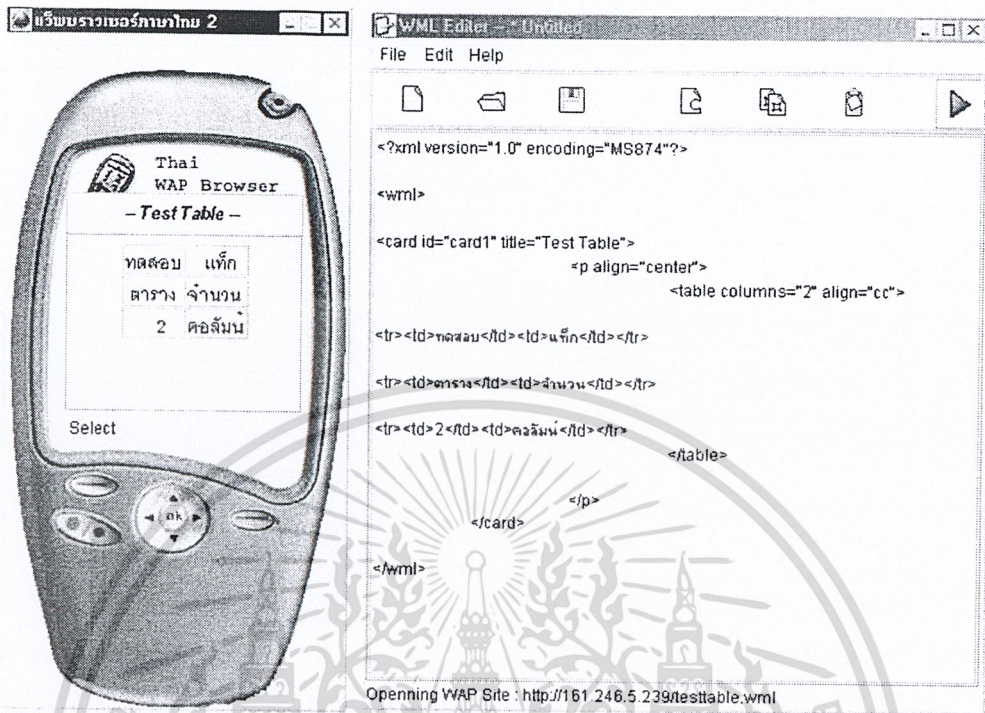 แว็พบราวเซอร์ภาษาไทย 2
Thai
WAP Browser
– Test Table –
ทดสอบ แท็ก
ตาราง จำนวน
2 คอลัมน์
Select
ok
WML Editer -- * Untitled
File Edit Help
<?xml version="1.0" encoding="MS874"?>
<wml>
<card id="card1" title="Test Table">
<p align="center">
<table columns="2" align="cc">
<tr><td>ทดสอบ</td><td>แท็ก</td></tr>
<tr><td>ตาราง</td><td>จำนวน</td></tr>
<tr><td>2</td><td>คอลัมน์</td></tr>
</table>
</p>
</card>
</wml>
Openning WAP Site : http://161.246.5.239/testtable.wml